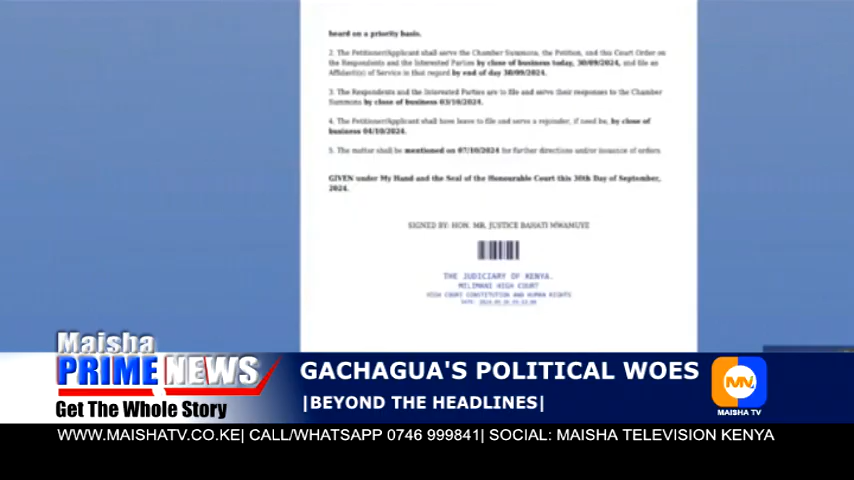 heard on a priority basis.
2. The Petitioner/Applicant shall serve the Chamber Summons, the Petition, and this Court Order on
the Respondents and the Interested Parties by close of business today, 30/09/2024, and file an
Affidavit(s) of Service in that regard by end of day 30/09/2024.
3. The Respondents and the Interested Parties are to file and serve their responses to the Chamber
Summons by close of business 03/10/2024.
4. The Petitioner/Applicant shall have leave to file and serve a rejoinder, if need be, by close of
business 04/10/2024.
5. The matter shall be mentioned on 07/10/2024 for further directions and/or issuance of orders
GIVEN under My Hand and the Seal of the Honourable Court this 30th Day of September,
2024.
SIGNED BY: HON. MR. JUSTICE BAHATI MWAMUYE
THE JUDICIARY OF KENYA.
MILIMANI HIGH COURT
HIGH COURT CONSTITUTION AND HUMAN RIGHTS
DATE:
Maisha
PRIME NEWS
Get The Whole Story
GACHAGUA'S POLITICAL WOES
|BEYOND THE HEADLINES|
MN
MAISHA TV
WWW.MAISHATV.CO.KE| CALL/WHATSAPP 0746 999841| SOCIAL: MAISHA TELEVISION KENYA